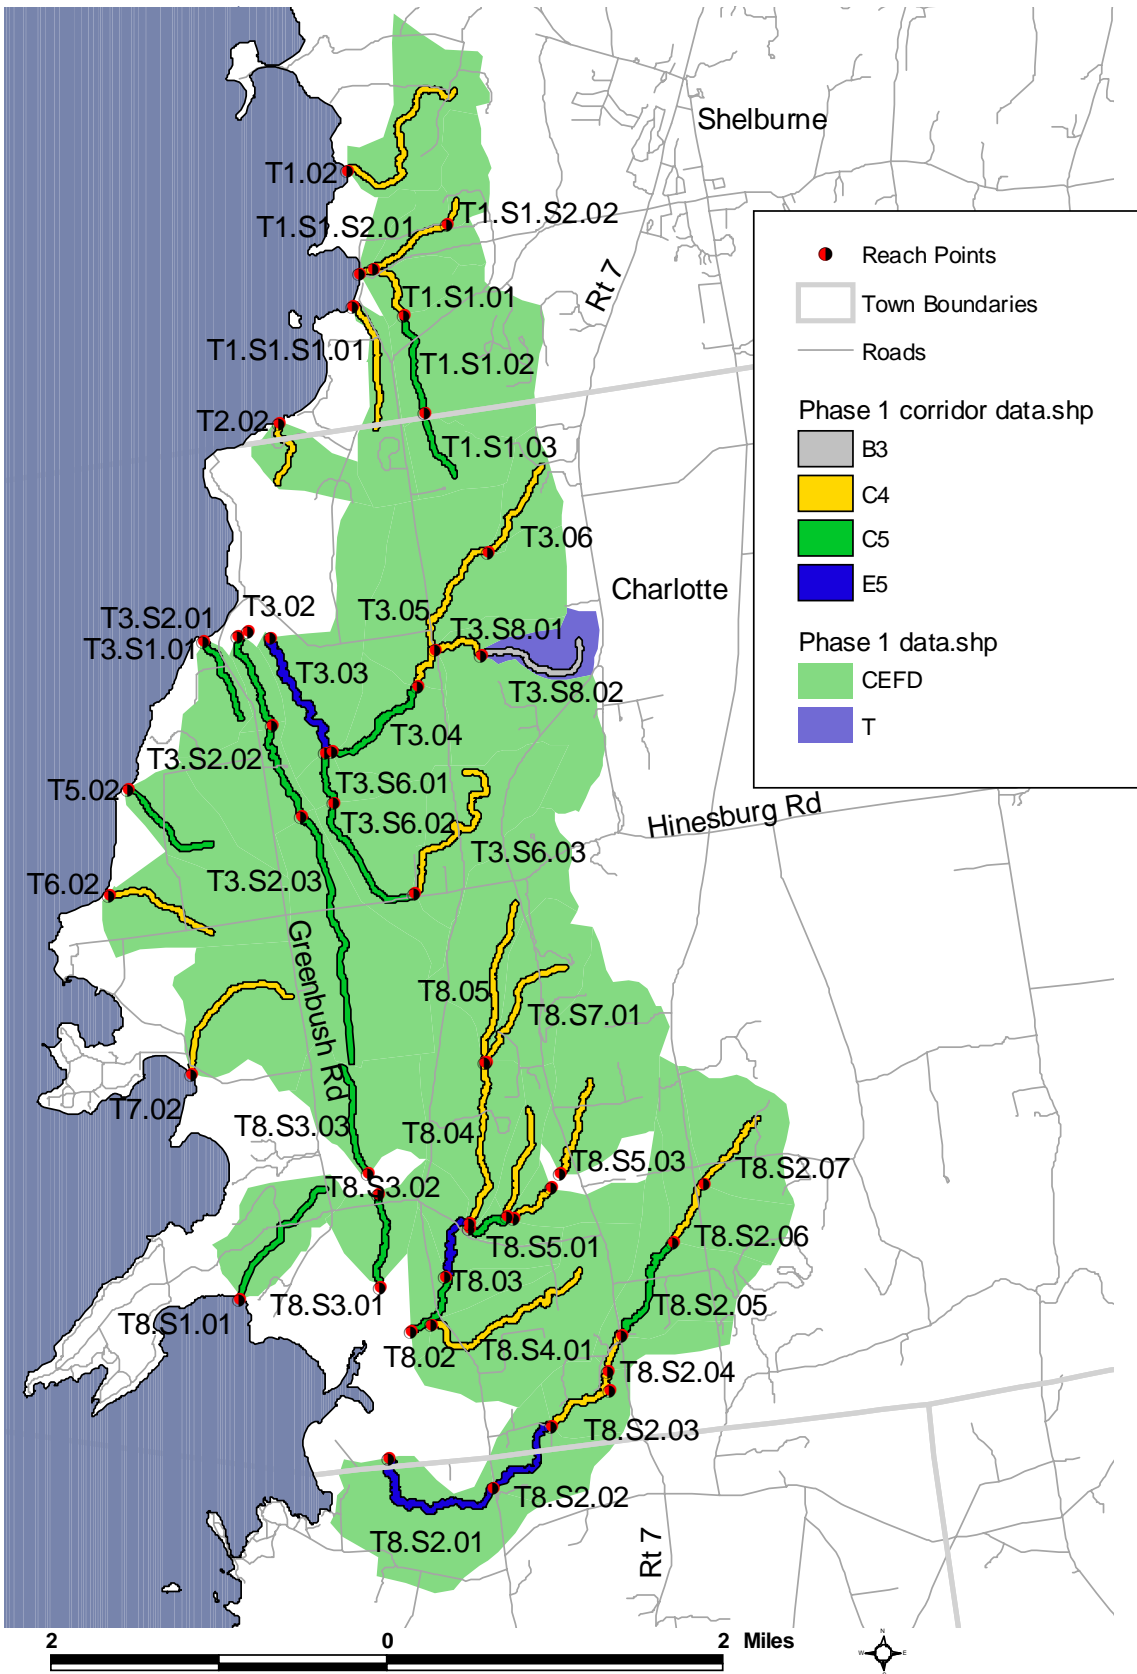 Shelburne
T1.02
T1.S1.S2.02
T1.S1.S2.01
Rt 7
T1.S1.01
T1.S1.S1.01
T1.S1.02
T2.02
T1.S1.03
T3.06
Charlotte
T3.02
T3.S2.01
T3.05
T3.S8.01
T3.S1.01
T3.03
T3.S8.02
T3.04
T3.S2.02
T3.S6.01
T5.02
T3.S6.02
Hinesburg Rd
T3.S6.03
T3.S2.03
T6.02
Greenbush Rd
T8.05
T8.S7.01
T7.02
T8.04
T8.S3.03
T8.S5.03
T8.S2.07
T8.S3.02
T8.S2.06
T8.S5.01
T8.03
T8.S3.01
T8.S2.05
T8.S1.01
T8.02
T8.S4.01
T8.S2.04
T8.S2.03
T8.S2.02
T8.S2.01
Rt 7
Reach Points
Town Boundaries
Roads
Phase 1 corridor data.shp
B3
C4
C5
E5
Phase 1 data.shp
CEFD
T
2 0 2 Miles
N
W E
S